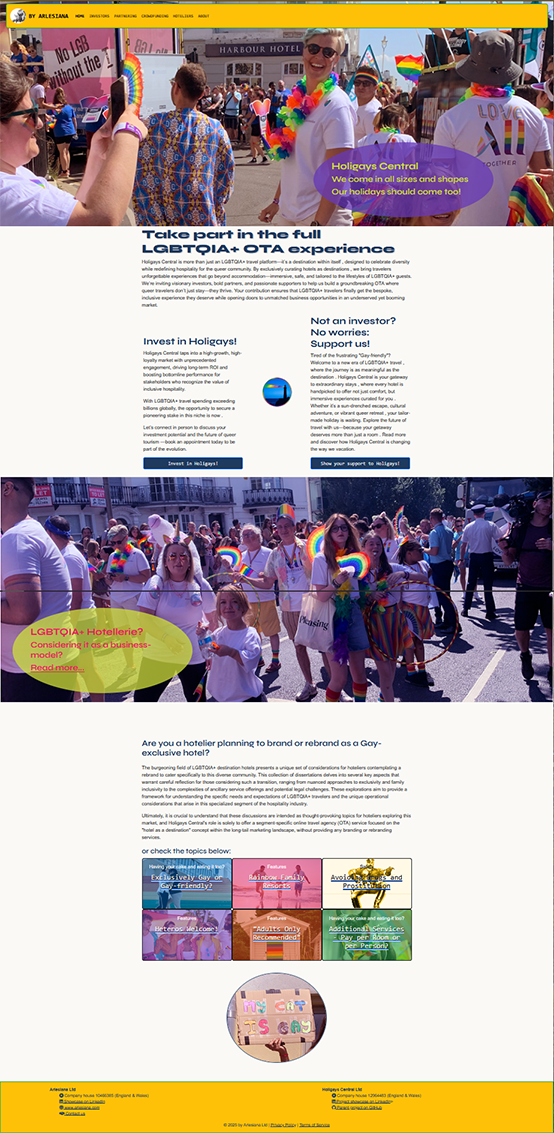 BY ARLESIANA HOME INVESTORS PARTNERING CROWDFUNDING HOTELIERS ABOUT
No LGB
without the T
HARBOUR HOTEL
LOVE
ALL
TOGETHER
Holigays Central
We come in all sizes and shapes
Our holidays should come too!
Take part in the full
LGBTQIA+ OTA experience
Holigays Central is more than just an LGBTQIA+ travel platform—it's a destination within itself , designed to celebrate diversity
while redefining hospitality for the queer community. By exclusively curating hotels as destinations , we bring travelers
unforgettable experiences that go beyond accommodation—immersive, safe, and tailored to the lifestyles of LGBTQIA+ guests.
We're inviting visionary investors, bold partners, and passionate supporters to help us build a groundbreaking OTA where
queer travelers don't just stay—they thrive. Your contribution ensures that LGBTQIA+ travelers finally get the bespoke,
inclusive experience they deserve while opening doors to unmatched business opportunities in an underserved yet booming
market.
Invest in Holigays!
Holigays Central taps into a high-growth, high-
loyalty market with unprecedented
engagement, driving long-term ROI and
boosting bottomline performance for
stakeholders who recognize the value of
inclusive hospitality.
With LGBTQIA+ travel spending exceeding
billions globally, the opportunity to secure a
pioneering stake in this niche is now .
Let's connect in person to discuss your
investment potential and the future of queer
tourism —book an appointment today to be
part of the evolution.
Invest in Holigays!
Not an investor?
No worries:
Support us!
Tired of the frustrating "Gay-friendly"?
Welcome to a new era of LGBTQIA+ travel ,
where the journey is as meaningful as the
destination . Holigays Central is your gateway
to extraordinary stays , where every hotel is
handpicked to offer not just comfort, but
immersive experiences curated for you .
Whether it's a sun-drenched escape, cultural
adventure, or vibrant queer retreat , your tailor-
made holiday is waiting. Explore the future of
travel with us—because your getaway
deserves more than just a room . Read more
and discover how Holigays Central is changing
the way we vacation.
Show your support to Holigays!
TO LET
Pleasing
LGBTQIA+ Hotellerie?
Considering it as a business-
model?
Read more...
Are you a hotelier planning to brand or rebrand as a Gay-
exclusive hotel?
The burgeoning field of LGBTQIA+ destination hotels presents a unique set of considerations for hoteliers contemplating a
rebrand to cater specifically to this diverse community. This collection of dissertations delves into several key aspects that
warrant careful reflection for those considering such a transition, ranging from nuanced approaches to exclusivity and family
inclusivity to the complexities of ancillary service offerings and potential legal challenges. These explorations aim to provide a
framework for understanding the specific needs and expectations of LGBTQIA+ travelers and the unique operational
considerations that arise in this specialized segment of the hospitality industry.
Ultimately, it is crucial to understand that these discussions are intended as thought-provoking topics for hoteliers exploring this
market, and Holigays Central's role is solely to offer a segment-specific online travel agency (OTA) service focused on the
"hotel as a destination" concept within the long-tail marketing landscape, without providing any branding or rebranding
services.
or check the topics below:
Having your cake and eating it too?
Exclusively Gay or
Gay-friendly?
Features
Rainbow Family
Resorts
Avoiding Drugs and
Prostitution
Features
Heteros Welcome!
Features
"Adults Only
Recommended"
Having your cake and eating it too?
Additional Services
- Pay per Room or
per Person?
MY CAT
IS GAY
Arlesiana Ltd
Company house 10480385 (England & Wales)
Showcase on LinkedIn
www.arlesiana.com
Contact us
Holigays Central Ltd
Project showcase on LinkedIn
Parent project on GitHub
© 2025 by Arlesiana Ltd | Privacy Policy | Terms of Service